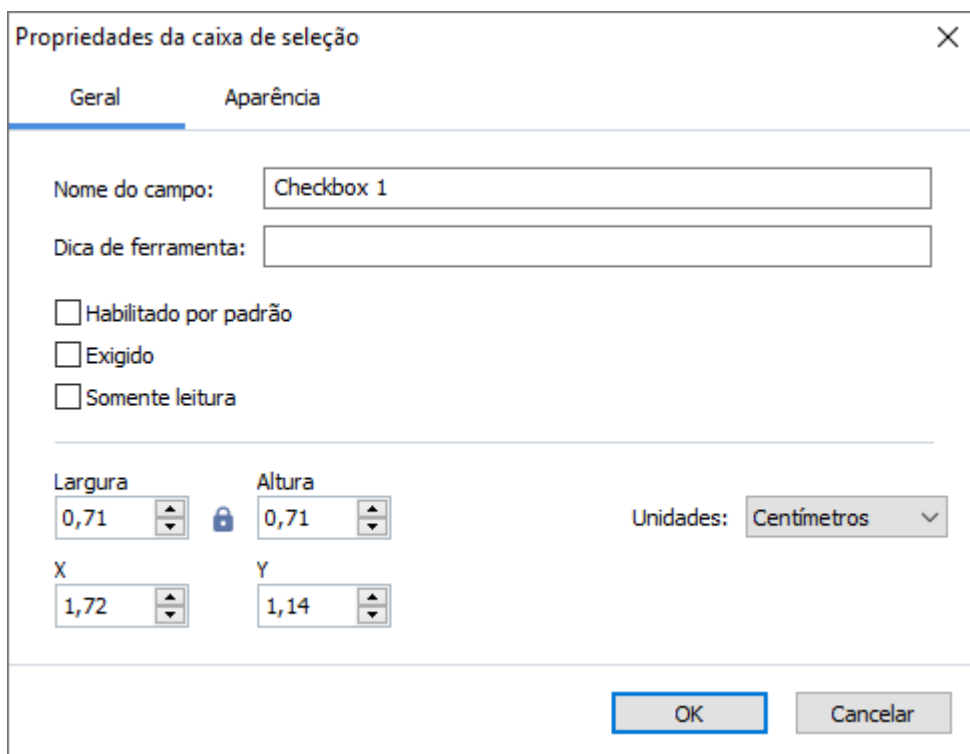 Propriedades da caixa de seleção
Geral Aparência
Nome do campo: Checkbox 1
Dica de ferramenta:
Habilitado por padrão
Exigido
Somente leitura
Largura Altura
0,71 0,71 Unidades: Centímetros
X Y
1,72 1,14
OK Cancelar